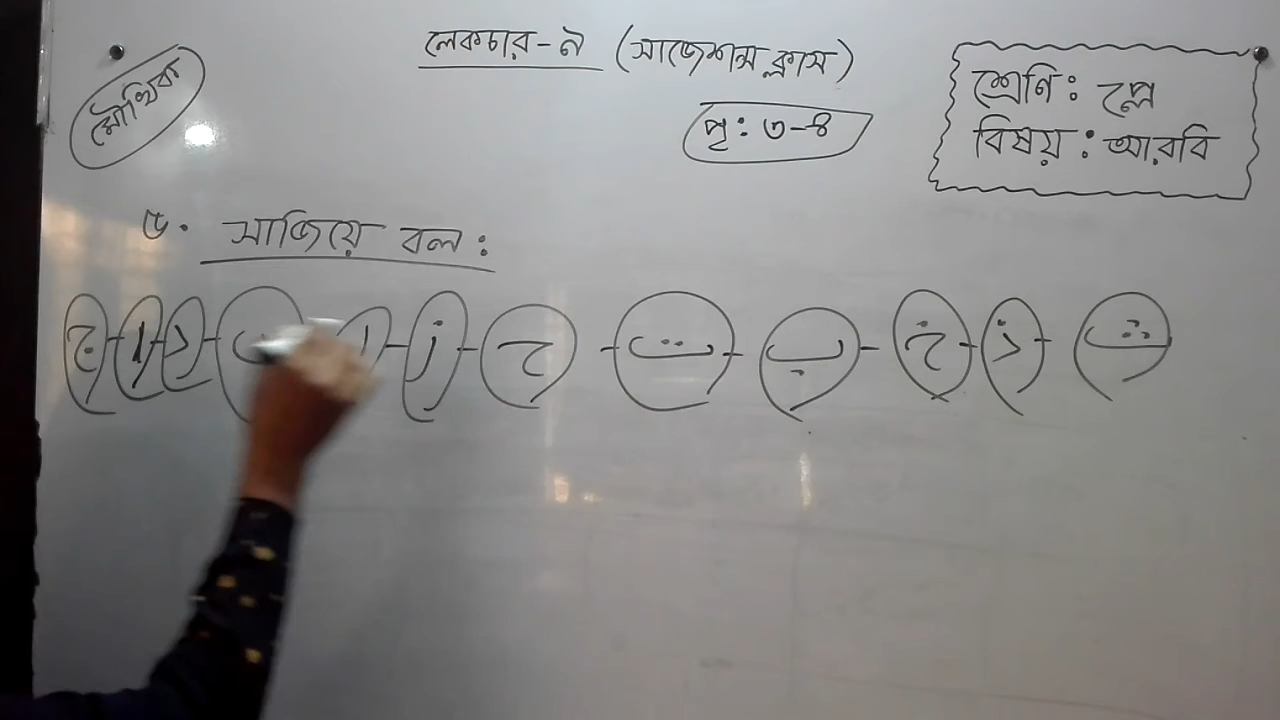 লেকচার-৯ (সাজেশন্স ক্লাস)
মৌখিক
পৃ: ৩-৪
শ্রেণি: প্লে
বিষয়: আরবি
৫. সাজিয়ে বল:
ج - ا - د - ا - ز - ح - ت - ب - خ - ذ - ث